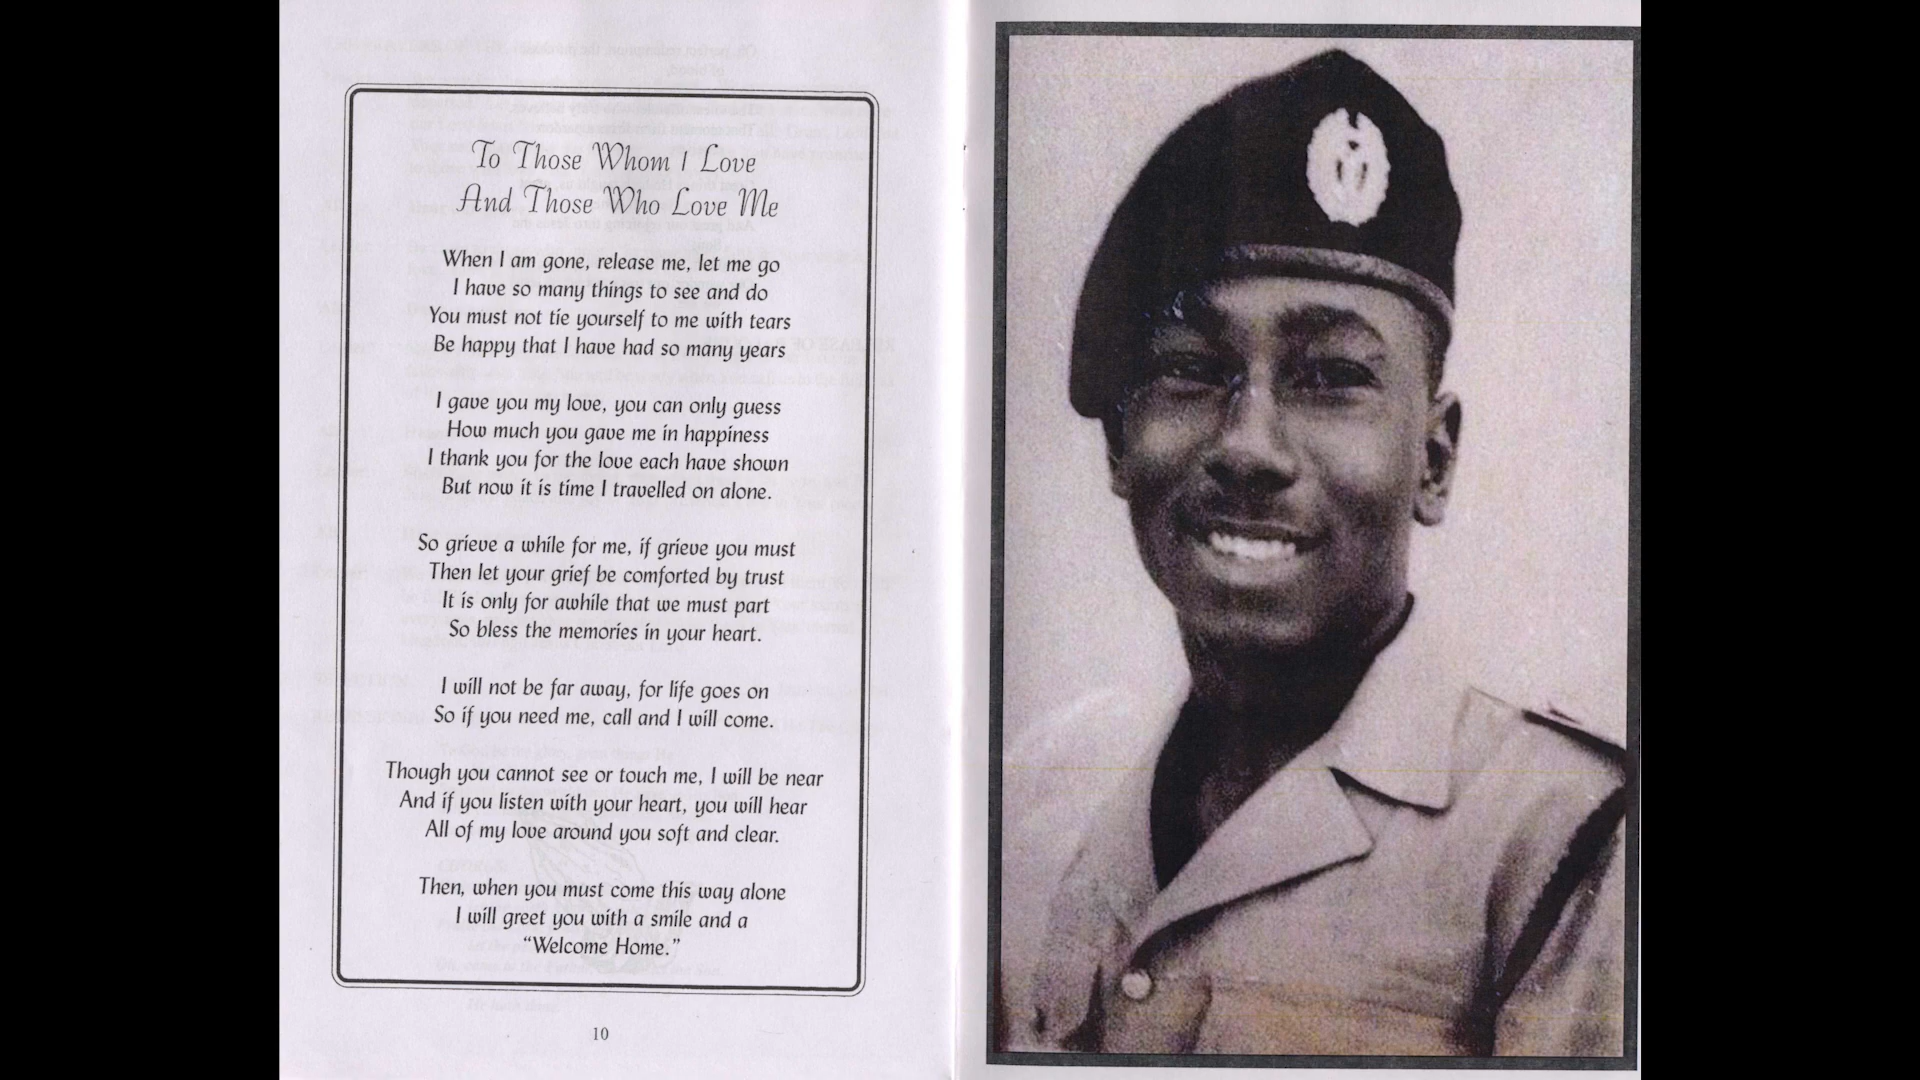 To Those Whom I Love
And Those Who Love Me
When I am gone, release me, let me go
I have so many things to see and do
You must not tie yourself to me with tears
Be happy that I have had so many years
I gave you my love, you can only guess
How much you gave me in happiness
I thank you for the love each have shown
But now it is time I travelled on alone.
So grieve a while for me, if grieve you must
Then let your grief be comforted by trust
It is only for awhile that we must part
So bless the memories in your heart.
I will not be far away, for life goes on
So if you need me, call and I will come.
Though you cannot see or touch me, I will be near
And if you listen with your heart, you will hear
All of my love around you soft and clear.
Then, when you must come this way alone
I will greet you with a smile and a
“Welcome Home.”
10